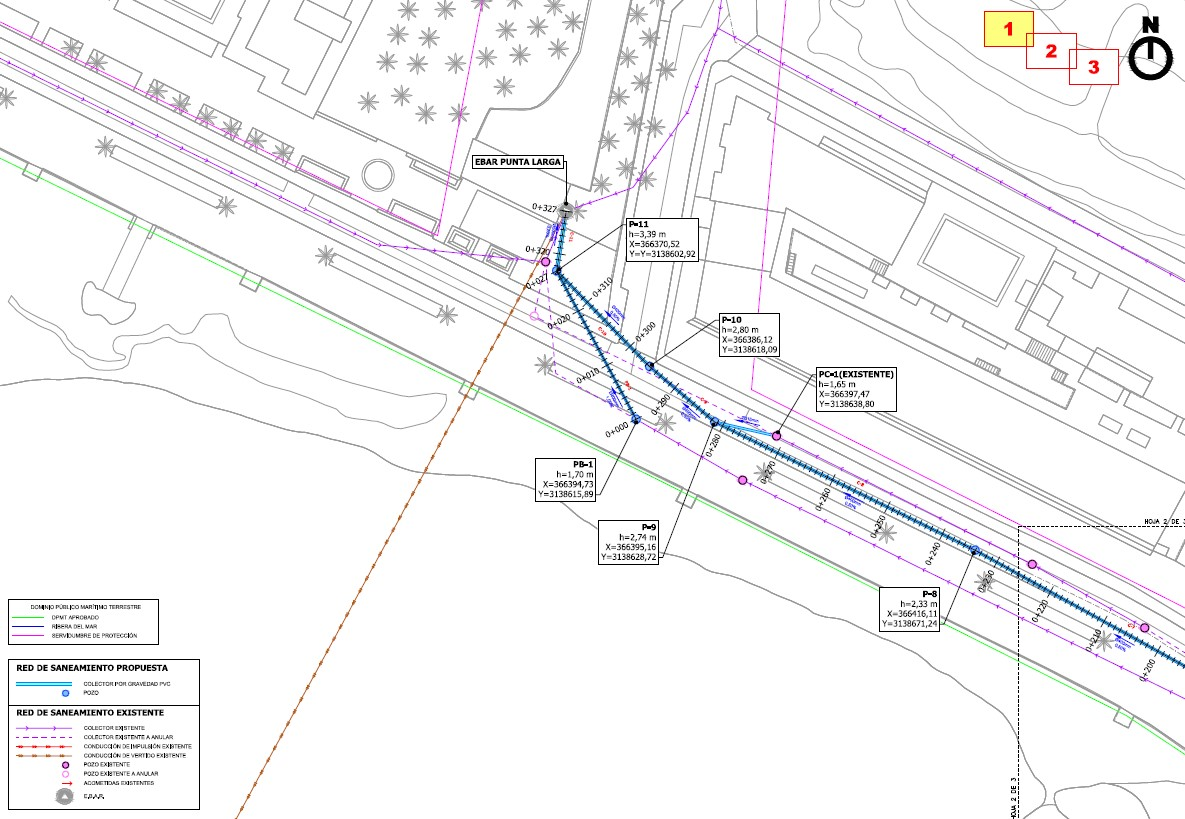 1
2
3
N
EBAR PUNTA LARGA
0+327
P-11
h=3,39 m
X=366370,52
Y=Y=3138602,92
0+320
0+027
0+310
0+020
0+300
P-10
h=2,80 m
X=366386,12
Y=3138618,09
0+010
0+290
PC-1(EXISTENTE)
h=1,65 m
X=366397,47
Y=3138638,80
0+000
0+280
PB-1
h=1,70 m
X=366394,73
Y=3138615,89
0+270
0+260
0+250
P-9
h=2,74 m
X=366395,16
Y=3138628,72
0+240
HOJA 2 DE 3
0+230
P-8
h=2,33 m
X=366416,11
Y=3138671,24
0+220
0+210
0+200
HOJA 2 DE 3
DOMINIO PÚBLICO MARÍTIMO TERRESTRE
DPMT APROBADO
RIBERA DEL MAR
SERVIDUMBRE DE PROTECCIÓN
RED DE SANEAMIENTO PROPUESTA
COLECTOR POR GRAVEDAD PVC
POZO
RED DE SANEAMIENTO EXISTENTE
COLECTOR EXISTENTE
COLECTOR EXISTENTE A ANULAR
CONDUCCIÓN DE IMPULSIÓN EXISTENTE
CONDUCCIÓN DE VERTIDO EXISTENTE
POZO EXISTENTE
POZO EXISTENTE A ANULAR
ACOMETIDAS EXISTENTES
E.B.A.R.